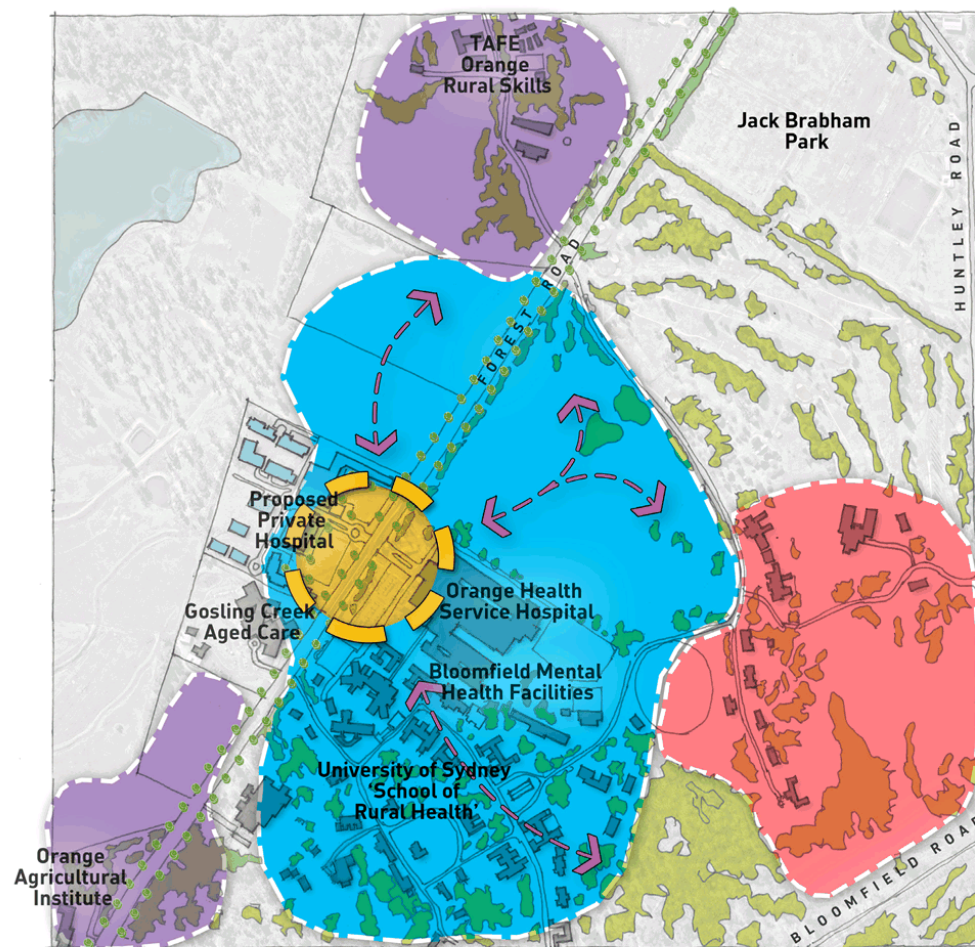 TAFE
Orange
Rural Skills
Jack Brabham
Park
HUNTLEY ROAD
FOREST ROAD
Proposed
Private
Hospital
Orange Health
Service Hospital
Gosling Creek
Aged Care
Bloomfield Mental
Health Facilities
University of Sydney
'School of
Rural Health'
Orange
Agricultural
Institute
BLOOMFIELD ROAD